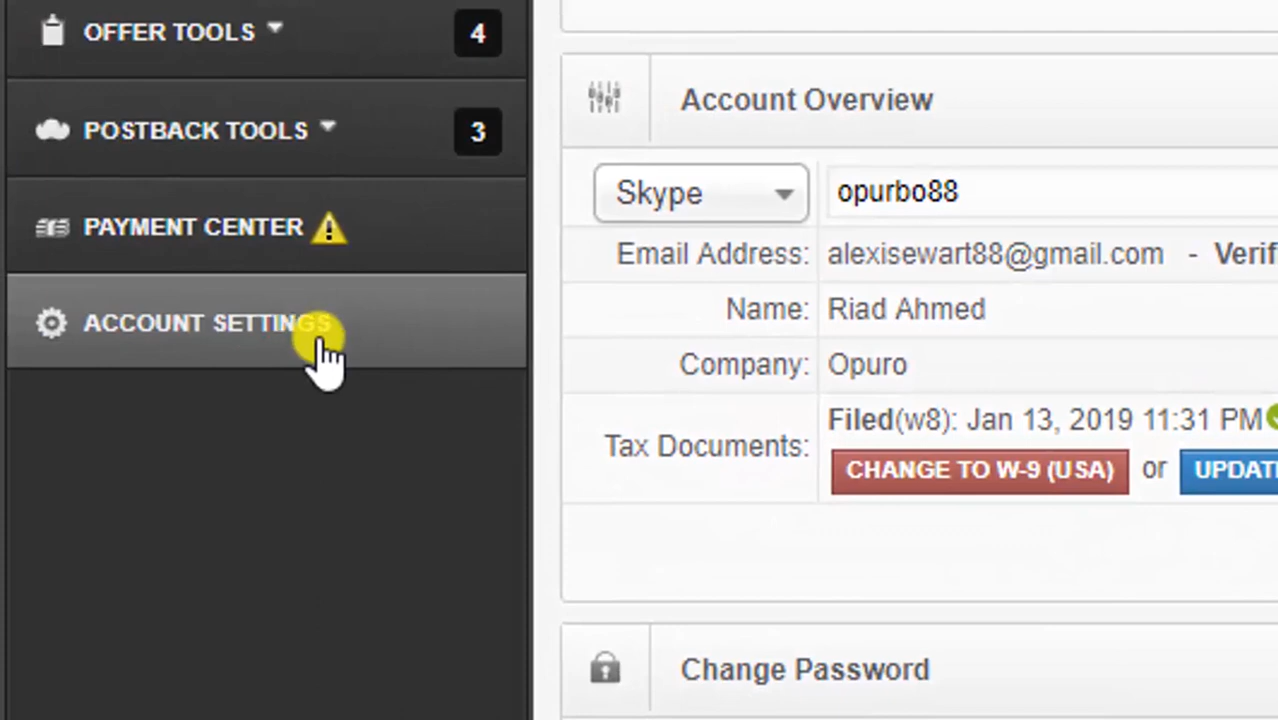 OFFER TOOLS 4
POSTBACK TOOLS 3
PAYMENT CENTER
ACCOUNT SETTINGS
Account Overview
Skype opurbo88
Email Address: alexisewart88@gmail.com - Verif
Name: Riad Ahmed
Company: Opuro
Tax Documents: Filed(w8): Jan 13, 2019 11:31 PM
CHANGE TO W-9 (USA) or UPDAT
Change Password